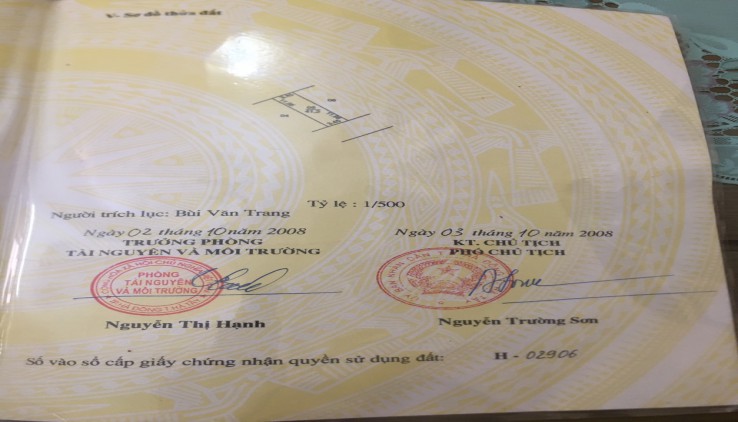 V- Sơ đồ thửa đất
Tỷ lệ : 1/500
Người trích lục: Bùi Văn Trang
Ngày 02 tháng 10 năm 2008
TRƯỞNG PHÒNG
TÀI NGUYÊN VÀ MÔI TRƯỜNG
PHÒNG
TÀI NGUYÊN
VÀ MÔI TRƯỜNG
Nguyễn Thị Hạnh
Ngày 03 tháng 10 năm 2008
KT. CHỦ TỊCH
PHÓ CHỦ TỊCH
Nguyễn Trường Sơn
Số vào sổ cấp giấy chứng nhận quyền sử dụng đất: H - 02906